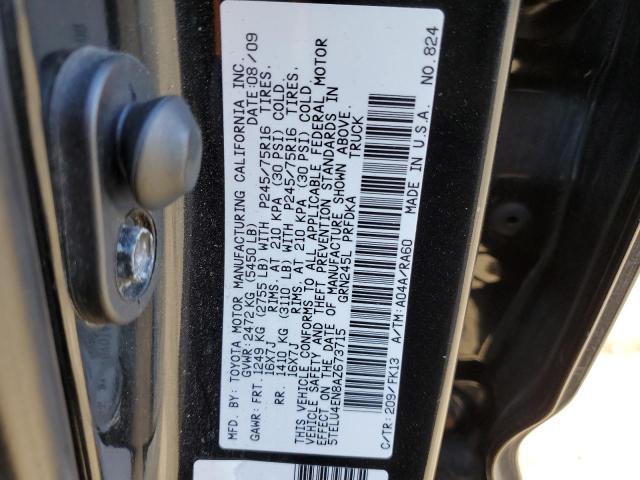 MFD. BY: TOYOTA MOTOR MANUFACTURING CALIFORNIA INC.
GVWR: 2472 KG (5450 LB) DATE: 08/09
GAWR: FRT. 1249 KG (2755 LB) WITH P245/75R16 TIRES.
16X7J RIMS. AT 210 KPA (30 PSI) COLD
RR. 1410 KG (3110 LB) WITH P245/75R16 TIRES.
16X7J RIMS. AT 210 KPA (30 PSI) COLD.
THIS VEHICLE CONFORMS TO ALL APPLICABLE FEDERAL MOTOR
VEHICLE SAFETY AND THEFT PREVENTION STANDARDS IN
EFFECT ON THE DATE OF MANUFACTURE SHOWN ABOVE.
5TELU4EN8AZ673715 TRUCK
GRN245L PRFDKA
C/TR: 209/FK13 A/TM: A04A/RA60
MADE IN U.S.A. NO. 824